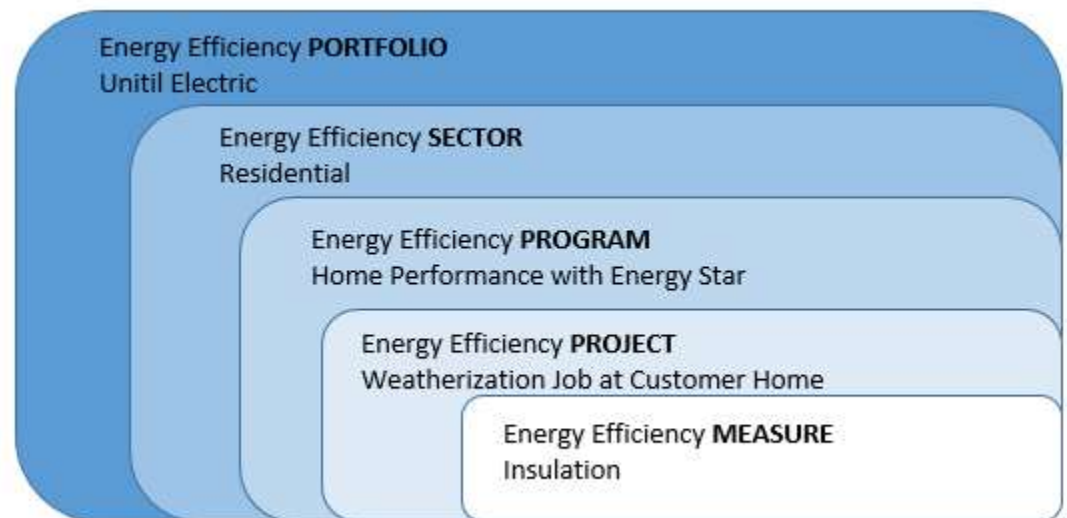 Energy Efficiency PORTFOLIO
Unitil Electric
Energy Efficiency SECTOR
Residential
Energy Efficiency PROGRAM
Home Performance with Energy Star
Energy Efficiency PROJECT
Weatherization Job at Customer Home
Energy Efficiency MEASURE
Insulation